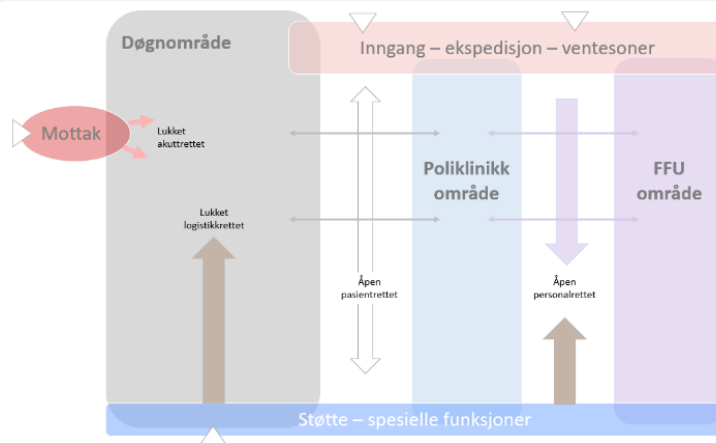 Døgnområde
Inngang – ekspedisjon – ventesoner
Mottak
Lukket
akuttrettet
Poliklinikk
område
FFU
område
Lukket
logistikkrettet
Åpen
pasientrettet
Åpen
personalrettet
Støtte – spesielle funksjoner